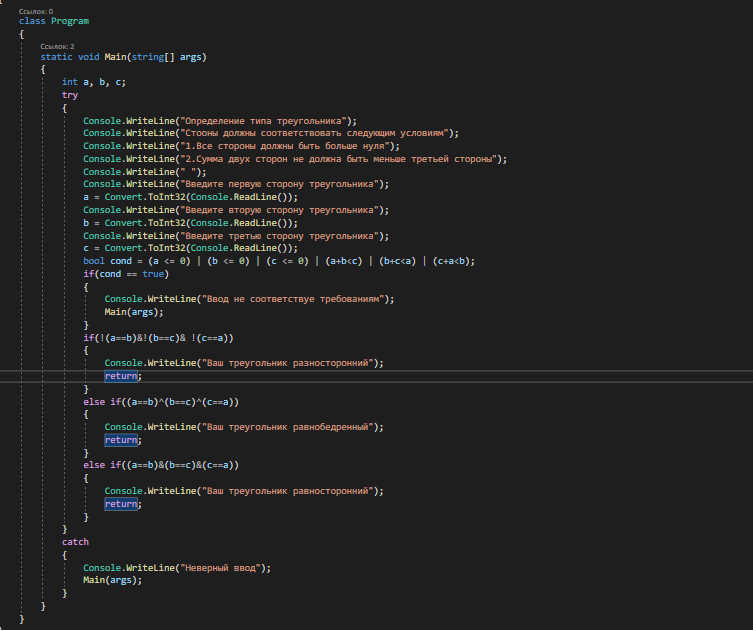 Ссылок: 0
class Program
{
Ссылок: 2
static void Main(string[] args)
{
int a, b, c;
try
{
Console.WriteLine("Определение типа треугольника");
Console.WriteLine("Стооны должны соответствовать следующим условиям");
Console.WriteLine("1.Все стороны должны быть больше нуля");
Console.WriteLine("2.Сумма двух сторон не должна быть меньше третьей стороны");
Console.WriteLine(" ");
Console.WriteLine("Введите первую сторону треугольника");
a = Convert.ToInt32(Console.ReadLine());
Console.WriteLine("Введите вторую сторону треугольника");
b = Convert.ToInt32(Console.ReadLine());
Console.WriteLine("Введите третью сторону треугольника");
c = Convert.ToInt32(Console.ReadLine());
bool cond = (a <= 0) | (b <= 0) | (c <= 0) | (a+b<c) | (b+c<a) | (c+a<b);
if(cond == true)
{
Console.WriteLine("Ввод не соответствуе требованиям");
Main(args);
}
if(!(a==b)&!(b==c)& !(c==a))
{
Console.WriteLine("Ваш треугольник разносторонний");
return;
}
else if((a==b)^(b==c)^(c==a))
{
Console.WriteLine("Ваш треугольник равнобедренный");
return;
}
else if((a==b)&(b==c)&(c==a))
{
Console.WriteLine("Ваш треугольник равносторонний");
return;
}
}
catch
{
Console.WriteLine("Неверный ввод");
Main(args);
}
}
}